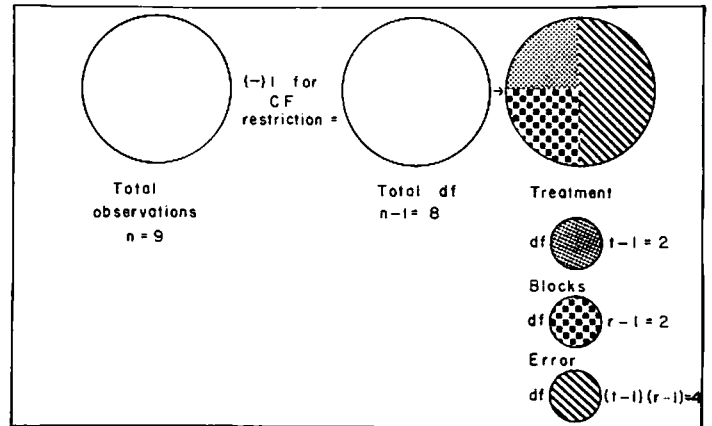 (-) 1 for
CF
restriction =
→
Total
observations
n = 9
Total df
n-1 = 8
Treatment
df t-1 = 2
Blocks
df r-1 = 2
Error
df (t-1)(r-1)=4